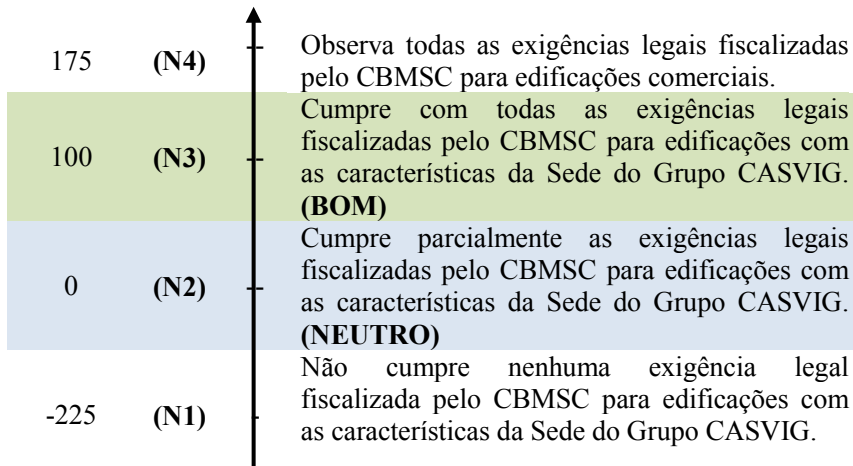 175 (N4) Observa todas as exigências legais fiscalizadas
pelo CBMSC para edificações comerciais.
Cumpre com todas as exigências legais
fiscalizadas pelo CBMSC para edificações com
100 (N3) as características da Sede do Grupo CASVIG.
(BOM)
Cumpre parcialmente as exigências legais
fiscalizadas pelo CBMSC para edificações com
0 (N2) as características da Sede do Grupo CASVIG.
(NEUTRO)
Não cumpre nenhuma exigência legal
-225 (N1) fiscalizada pelo CBMSC para edificações com
as características da Sede do Grupo CASVIG.